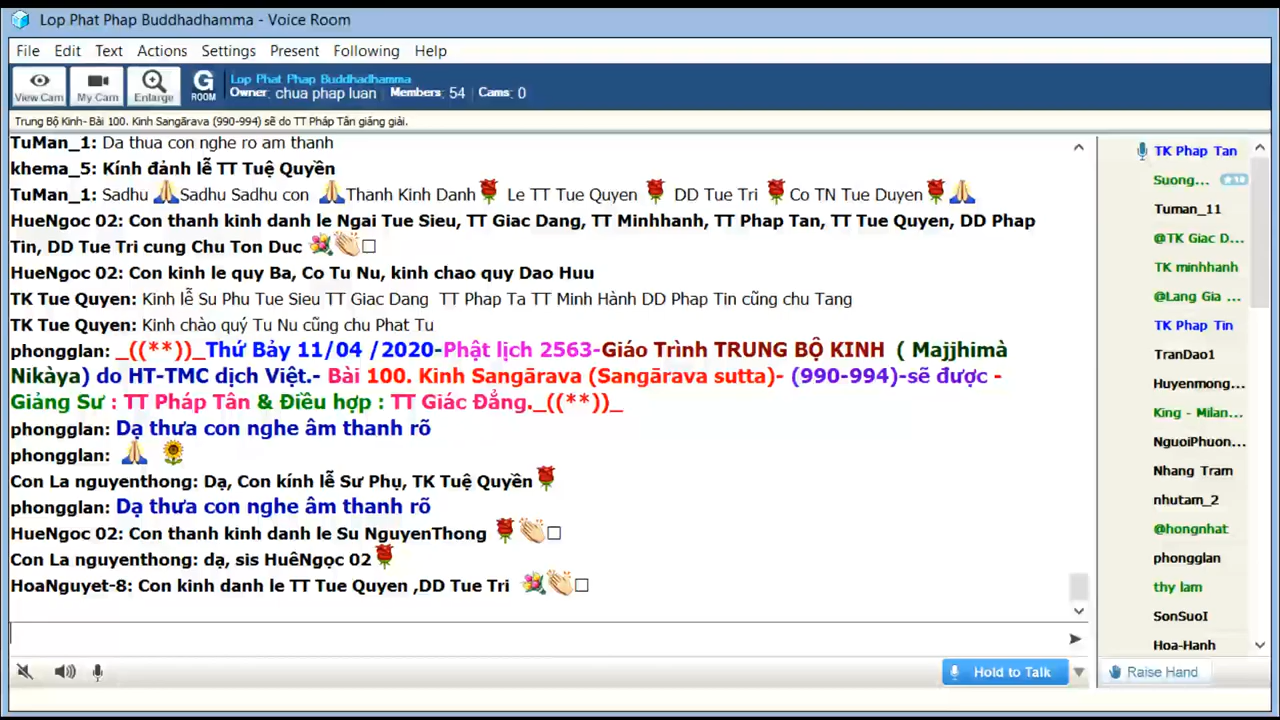 Lop Phat Phap Buddhadhamma - Voice Room
File Edit Text Actions Settings Present Following Help
View Cam My Cam Enlarge G ROOM
Lop Phat Phap Buddhadhamma
Owner: chua phap luan Members: 54 Cams: 0
Trung Bộ Kinh- Bài 100. Kinh Sangārava (990-994) sẽ do TT Pháp Tân giảng giải.
TuMan_1: Da thua con nghe ro am thanh
khema_5: Kính đảnh lễ TT Tuệ Quyền
TuMan_1: Sadhu 🙏Sadhu Sadhu con 🙏Thanh Kinh Danh🌹 Le TT Tue Quyen 🌹 DD Tue Tri 🌹Co TN Tue Duyen🌹🙏
HueNgoc 02: Con thanh kinh danh le Ngai Tue Sieu, TT Giac Dang, TT Minhhanh, TT Phap Tan, TT Tue Quyen, DD Phap
Tin, DD Tue Tri cung Chu Ton Duc 💐👏□
HueNgoc 02: Con kinh le quy Ba, Co Tu Nu, kinh chao quy Dao Huu
TK Tue Quyen: Kinh lễ Su Phu Tue Sieu TT Giac Dang TT Phap Ta TT Minh Hành DD Phap Tin cũng chu Tang
TK Tue Quyen: Kinh chào quý Tu Nu cũng chu Phat Tu
phongglan: _((**))_Thứ Bảy 11/04 /2020-Phật lịch 2563-Giáo Trình TRUNG BỘ KINH ( Majjhimà
Nikàya) do HT-TMC dịch Việt.- Bài 100. Kinh Sangārava (Sangārava sutta)- (990-994)-sẽ được -
Giảng Sư : TT Pháp Tân & Điều hợp : TT Giác Đẳng._((**))_
phongglan: Dạ thưa con nghe âm thanh rõ
phongglan: 🙏 🌻
Con La nguyenthong: Dạ, Con kính lễ Sư Phụ, TK Tuệ Quyền🌹
phongglan: Dạ thưa con nghe âm thanh rõ
HueNgoc 02: Con thanh kinh danh le Su NguyenThong 🌹👏□
Con La nguyenthong: dạ, sis HuêNgọc 02🌹
HoaNguyet-8: Con kinh danh le TT Tue Quyen ,DD Tue Tri 💐👏□
TK Phap Tan
Suong...
Tuman_11
@TK Giac D...
TK minhhanh
@Lang Gia ...
TK Phap Tin
TranDao1
Huyenmong...
King - Milan...
NguoiPhuon...
Nhang Tram
nhutam_2
@hongnhat
phongglan
thy lam
SonSuoI
Hoa-Hanh
Hold to Talk
Raise Hand